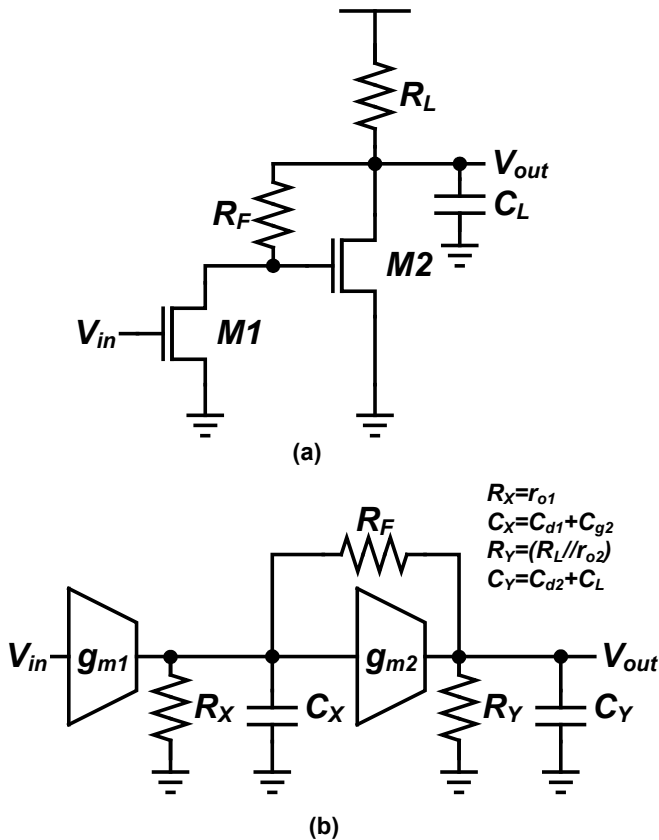 R_L
V_out
R_F
C_L
M2
V_in
M1
(a)
R_X=r_o1
C_X=C_d1+C_g2
R_Y=(R_L//r_o2)
C_Y=C_d2+C_L
R_F
V_in
g_m1
g_m2
V_out
R_X
C_X
R_Y
C_Y
(b)